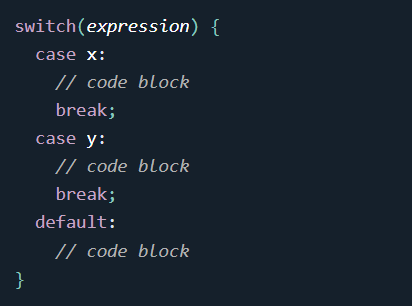 switch(expression) {
  case x:
    // code block
    break;
  case y:
    // code block
    break;
  default:
    // code block
}